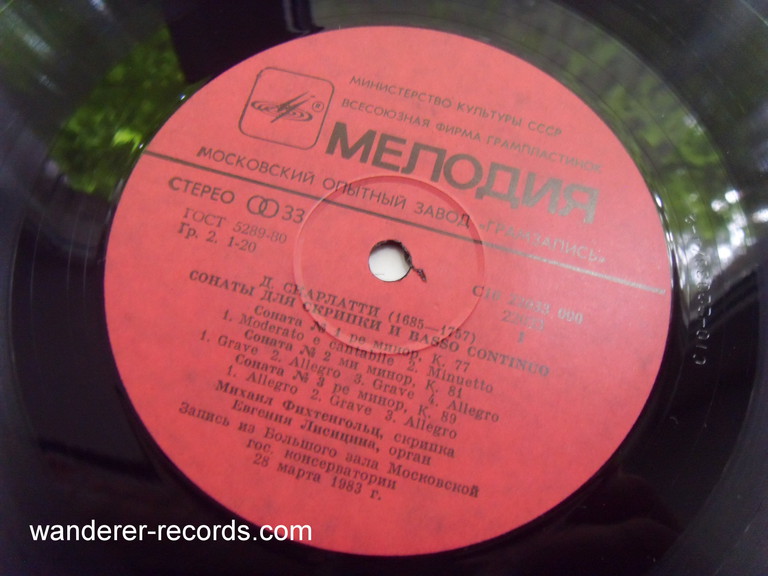 МИНИСТЕРСТВО КУЛЬТУРЫ СССР
ВСЕСОЮЗНАЯ ФИРМА ГРАМПЛАСТИНОК
МЕЛОДИЯ
МОСКОВСКИЙ ОПЫТНЫЙ ЗАВОД «ГРАМЗАПИСЬ»
СТЕРЕО 33
ГОСТ 5289-80
Гр. 2. 1-20
С10 000
1
Д. СКАРЛАТТИ (1685—1757)
СОНАТЫ ДЛЯ СКРИПКИ И BASSO CONTINUO
Соната № 1 ре минор, К. 77
1. Moderato e cantabile 2. Minuetto
Соната № 2 ми минор, К. 81
1. Grave 2. Allegro 3. Grave 4. Allegro
Соната № 3 ре минор, К. 89
1. Allegro 2. Grave 3. Allegro
Михаил Фихтенгольц, скрипка
Евгения Лисицина, орган
Запись из Большого зала Московской
гос. консерватории
28 марта 1983 г.
wanderer-records.com